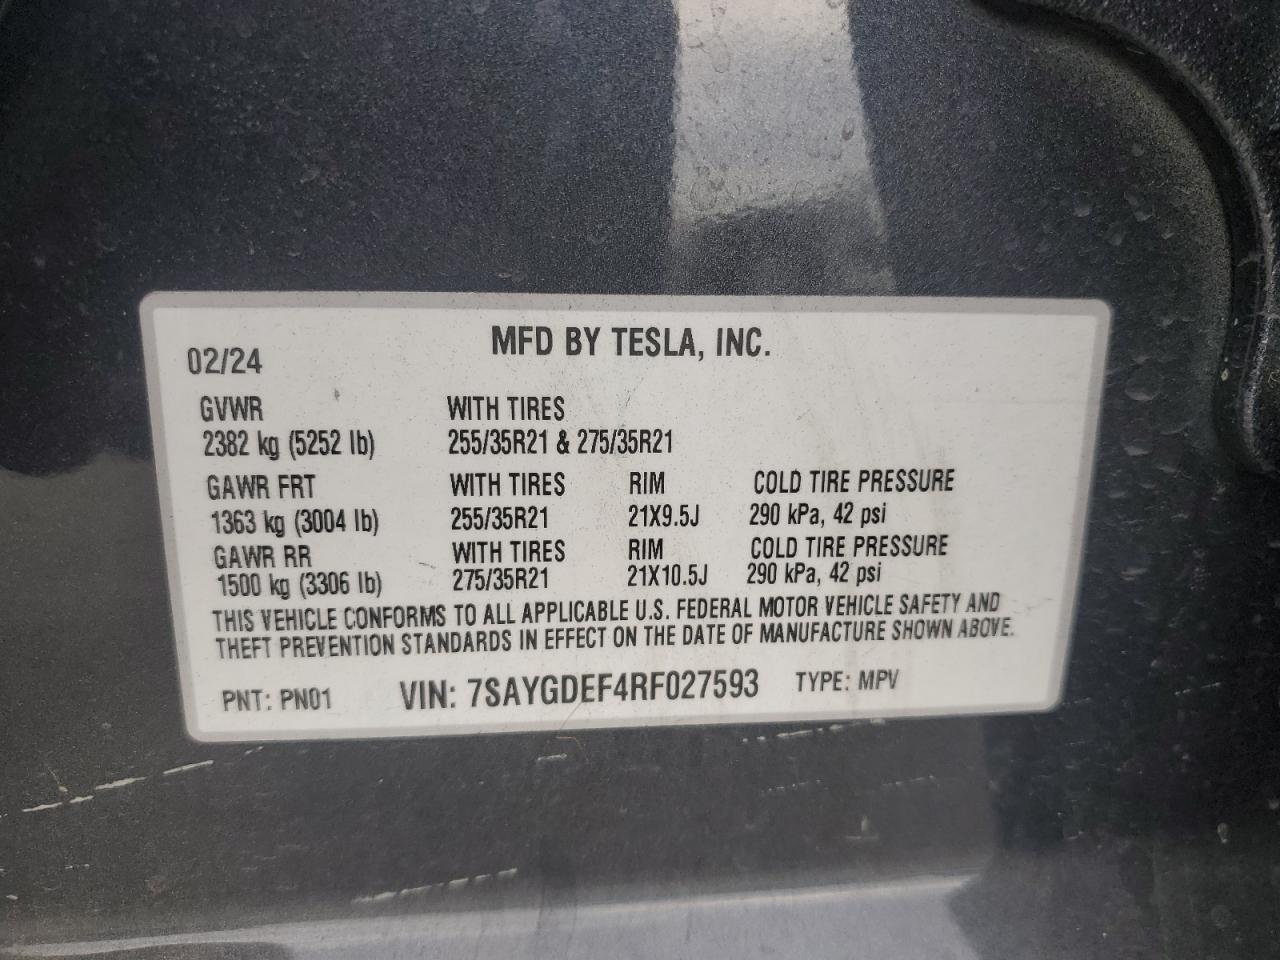 MFD BY TESLA, INC.
02/24
GVWR WITH TIRES
2382 kg (5252 lb) 255/35R21 & 275/35R21
GAWR FRT WITH TIRES RIM COLD TIRE PRESSURE
1363 kg (3004 lb) 255/35R21 21X9.5J 290 kPa, 42 psi
GAWR RR WITH TIRES RIM COLD TIRE PRESSURE
1500 kg (3306 lb) 275/35R21 21X10.5J 290 kPa, 42 psi
THIS VEHICLE CONFORMS TO ALL APPLICABLE U.S. FEDERAL MOTOR VEHICLE SAFETY AND
THEFT PREVENTION STANDARDS IN EFFECT ON THE DATE OF MANUFACTURE SHOWN ABOVE.
PNT: PN01 VIN: 7SAYGDEF4RF027593 TYPE: MPV